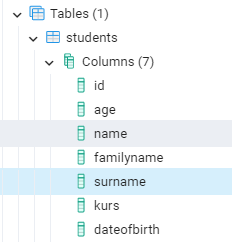 Tables (1)
students
Columns (7)
id
age
name
familyname
surname
kurs
dateofbirth